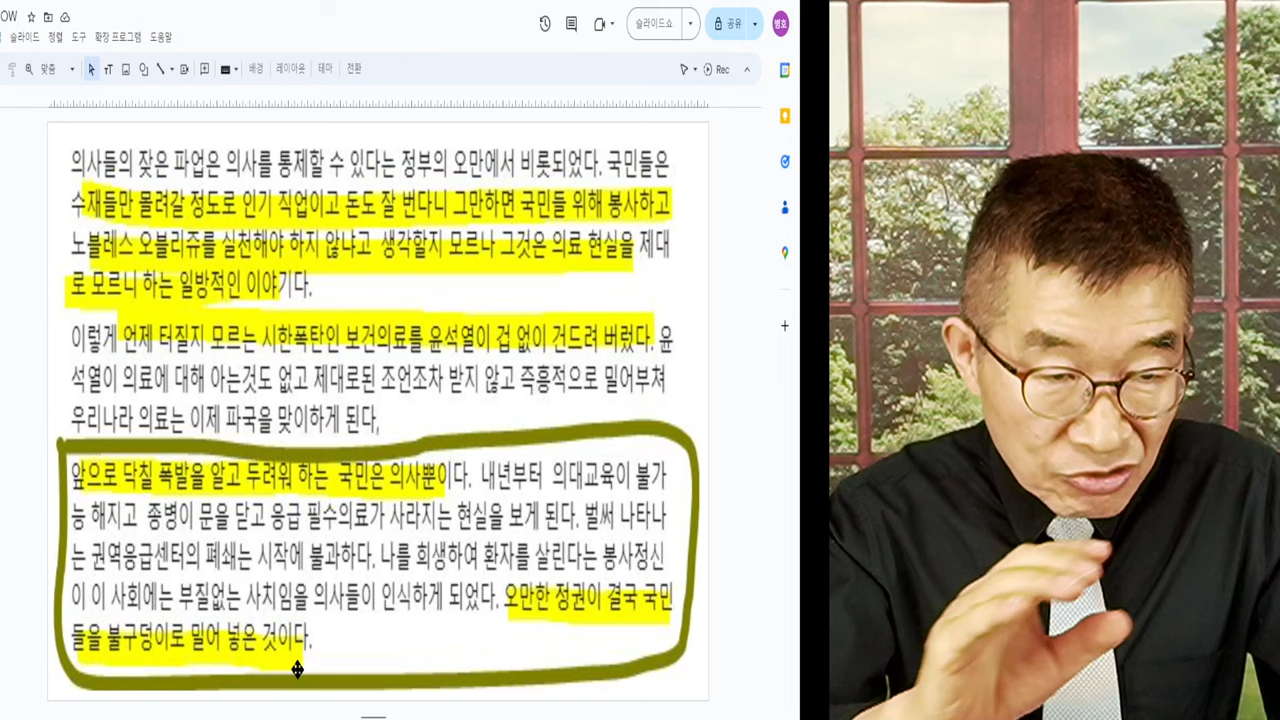 OW
슬라이드 정렬 도구 확장 프로그램 도움말
슬라이드쇼
공유
병호
맞춤
배경 레이아웃 테마 전환
Rec
의사들의 잦은 파업은 의사를 통제할 수 있다는 정부의 오만에서 비롯되었다. 국민들은
수재들만 몰려갈 정도로 인기 직업이고 돈도 잘 번다니 그만하면 국민들 위해 봉사하고
노블레스 오블리쥬를 실천해야 하지 않냐고 생각할지 모르나 그것은 의료 현실을 제대
로 모르니 하는 일방적인 이야기다.
이렇게 언제 터질지 모르는 시한폭탄인 보건의료를 윤석열이 겁 없이 건드려 버렸다. 윤
석열이 의료에 대해 아는것도 없고 제대로된 조언조차 받지 않고 즉흥적으로 밀어부쳐
우리나라 의료는 이제 파국을 맞이하게 된다,
앞으로 닥칠 폭발을 알고 두려워 하는 국민은 의사뿐이다. 내년부터 의대교육이 불가
능 해지고 종병이 문을 닫고 응급 필수의료가 사라지는 현실을 보게 된다. 벌써 나타나
는 권역응급센터의 폐쇄는 시작에 불과하다. 나를 희생하여 환자를 살린다는 봉사정신
이 이 사회에는 부질없는 사치임을 의사들이 인식하게 되었다. 오만한 정권이 결국 국민
들을 불구덩이로 밀어 넣은 것이다.